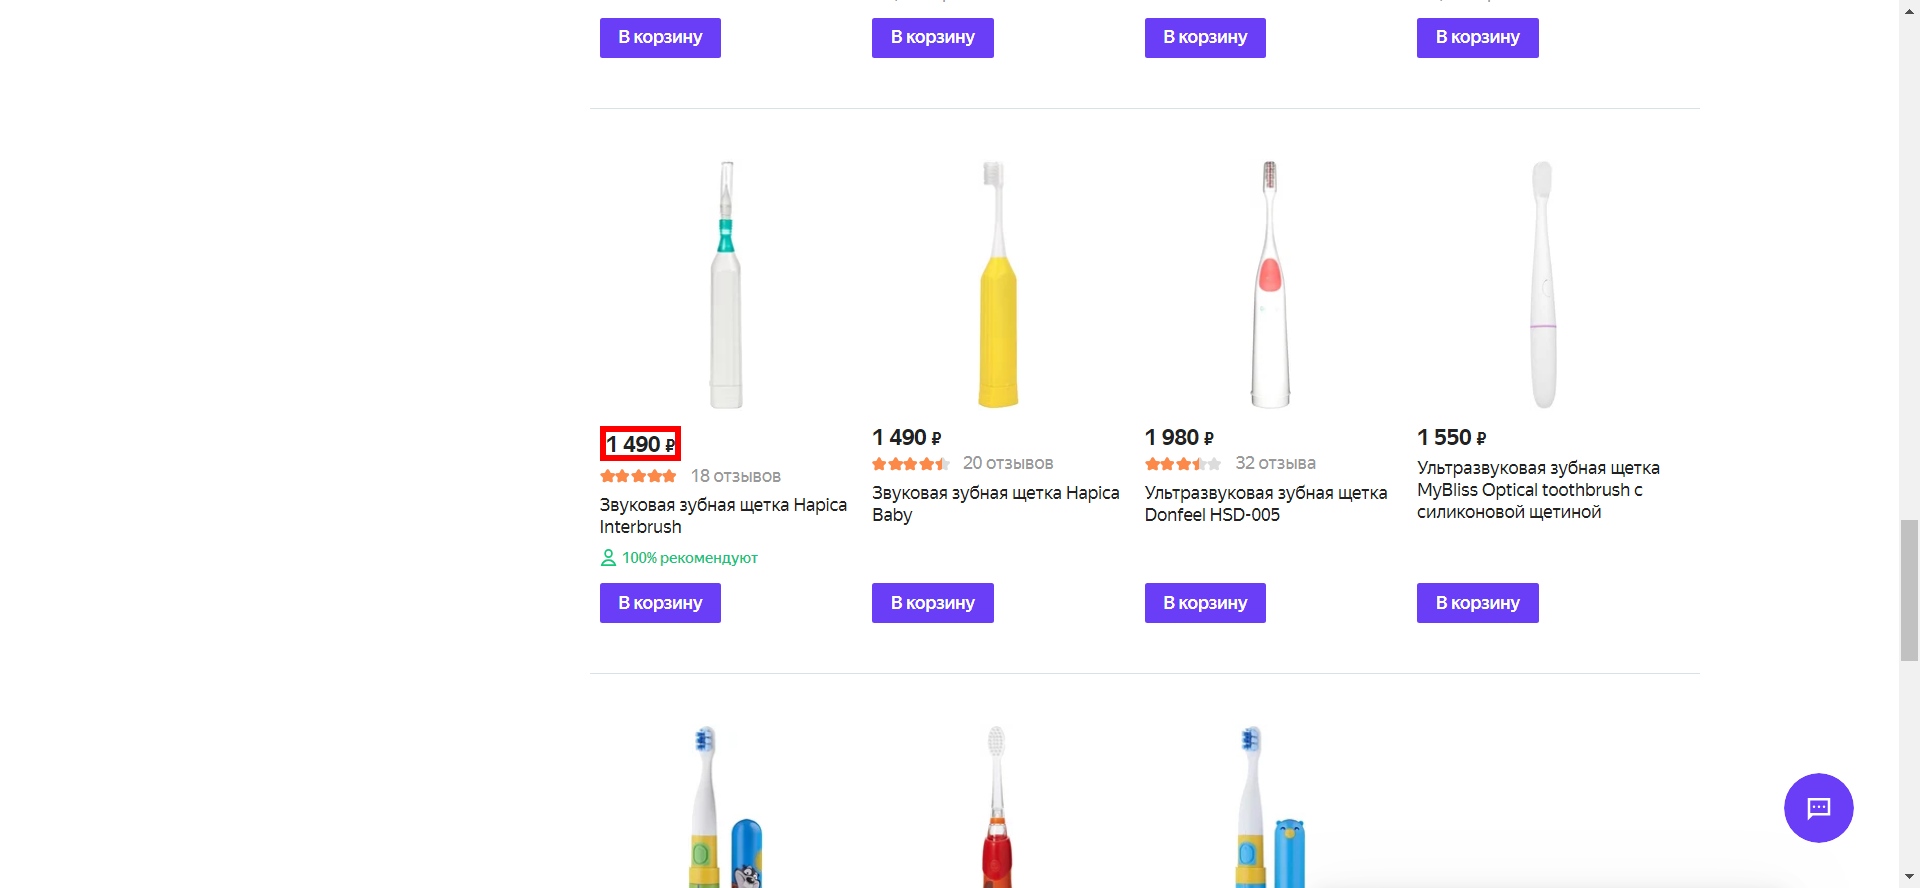 В корзину
В корзину
В корзину
В корзину
1 490 ₽
18 отзывов
Звуковая зубная щетка Hapica
Interbrush
100% рекомендуют
В корзину
1 490 ₽
20 отзывов
Звуковая зубная щетка Hapica
Baby
В корзину
1 980 ₽
32 отзыва
Ультразвуковая зубная щетка
Donfeel HSD-005
В корзину
1 550 ₽
Ультразвуковая зубная щетка
MyBliss Optical toothbrush с
силиконовой щетиной
В корзину